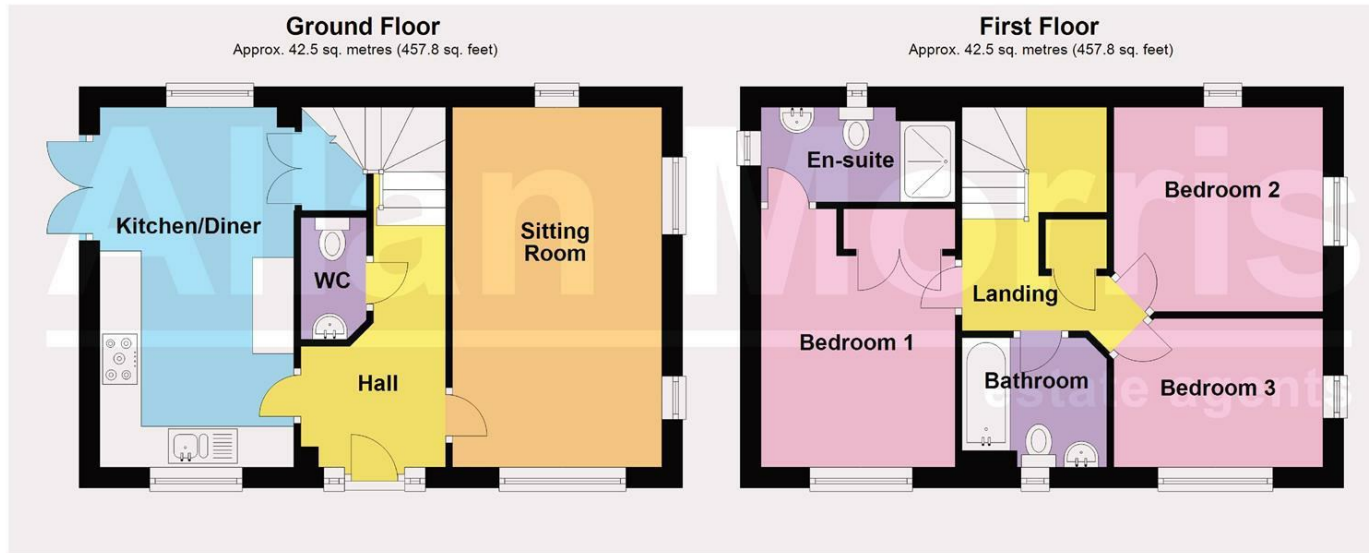 Ground Floor
Approx. 42.5 sq. metres (457.8 sq. feet)
Kitchen/Diner
WC
Hall
Sitting
Room
First Floor
Approx. 42.5 sq. metres (457.8 sq. feet)
En-suite
Bedroom 2
Landing
Bedroom 1
Bathroom
Bedroom 3
Allan Morris
estate agents